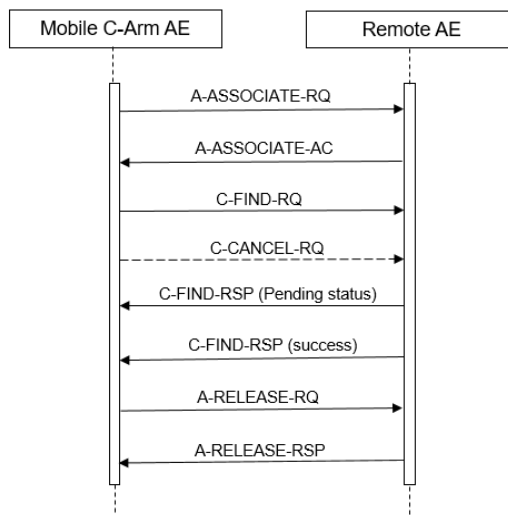 Mobile C-Arm AE
Remote AE
A-ASSOCIATE-RQ
A-ASSOCIATE-AC
C-FIND-RQ
C-CANCEL-RQ
C-FIND-RSP (Pending status)
C-FIND-RSP (success)
A-RELEASE-RQ
A-RELEASE-RSP